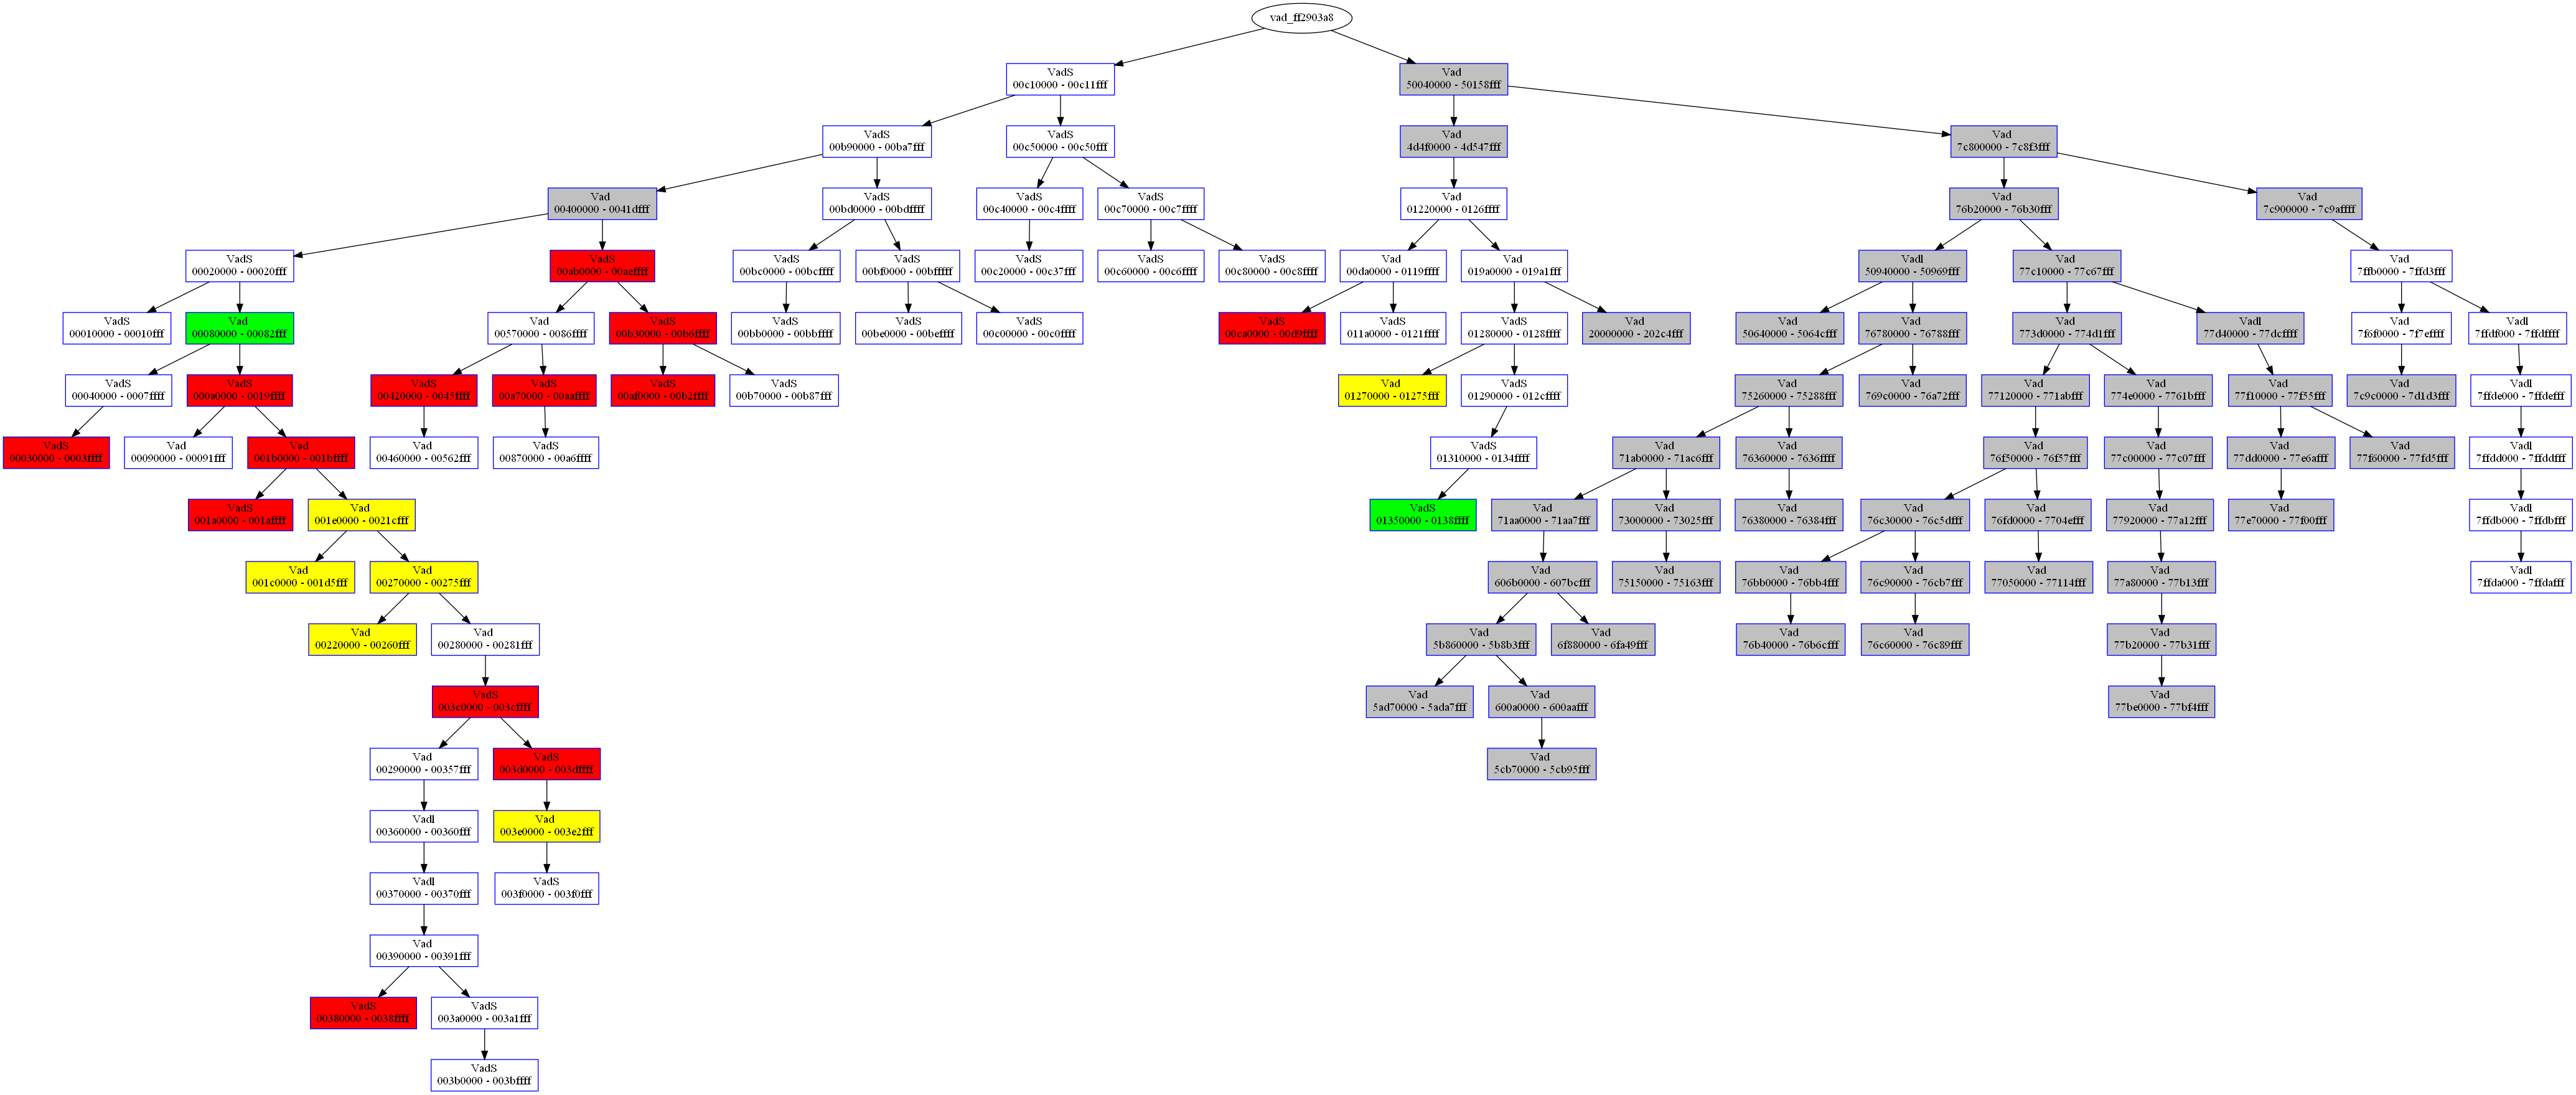 vad_ff2903a8
VadS
00c10000 - 00c11fff
Vad
50040000 - 50158fff
VadS
00b90000 - 00ba7fff
VadS
00c50000 - 00c50fff
Vad
4d4f0000 - 4d547fff
Vad
7c800000 - 7c8f3fff
Vad
00400000 - 0041dfff
VadS
00bd0000 - 00bdffff
VadS
00c40000 - 00c4ffff
VadS
00c70000 - 00c7ffff
Vad
01220000 - 0126ffff
Vad
76b20000 - 76b30fff
Vad
7c900000 - 7c9affff
VadS
00020000 - 00020fff
VadS
00ab0000 - 00aeffff
VadS
00bc0000 - 00bcffff
VadS
00bf0000 - 00bfffff
VadS
00c20000 - 00c37fff
VadS
00c60000 - 00c6ffff
VadS
00c80000 - 00c8ffff
Vad
00da0000 - 0119ffff
Vad
019a0000 - 019a1fff
Vadl
50940000 - 50969fff
Vad
77c10000 - 77c67fff
Vad
7ffb0000 - 7ffd3fff
VadS
00010000 - 00010fff
Vad
00080000 - 00082fff
Vad
00570000 - 0086ffff
VadS
00b30000 - 00b6ffff
VadS
00bb0000 - 00bbffff
VadS
00be0000 - 00beffff
VadS
00c00000 - 00c0ffff
VadS
00ca0000 - 00d9ffff
VadS
011a0000 - 0121ffff
VadS
01280000 - 0128ffff
Vad
20000000 - 202c4fff
Vad
50640000 - 5064cfff
Vad
76780000 - 76788fff
Vad
773d0000 - 774d1fff
Vadl
77d40000 - 77dcffff
Vad
7f6f0000 - 7f7effff
Vadl
7ffdf000 - 7ffdffff
VadS
00040000 - 0007ffff
VadS
000a0000 - 0019ffff
VadS
00420000 - 0045ffff
VadS
00a70000 - 00aaffff
VadS
00af0000 - 00b2ffff
VadS
00b70000 - 00b87fff
Vad
01270000 - 01275fff
VadS
01290000 - 012cffff
Vad
75260000 - 75288fff
Vad
769c0000 - 76a72fff
Vad
77120000 - 771abfff
Vad
774e0000 - 7761bfff
Vad
77f10000 - 77f55fff
Vad
7c9c0000 - 7d1d3fff
Vadl
7ffde000 - 7ffdefff
VadS
00030000 - 0003ffff
Vad
00090000 - 00091fff
Vad
001b0000 - 001bffff
Vad
00460000 - 00562fff
VadS
00870000 - 00a6ffff
VadS
01310000 - 0134ffff
Vad
71ab0000 - 71ac6fff
Vad
76360000 - 7636ffff
Vad
76f50000 - 76f57fff
Vad
77c00000 - 77c07fff
Vad
77dd0000 - 77e6afff
Vad
77f60000 - 77fd5fff
Vadl
7ffdd000 - 7ffddfff
VadS
001a0000 - 001affff
Vad
001e0000 - 0021cfff
VadS
01350000 - 0138ffff
Vad
71aa0000 - 71aa7fff
Vad
73000000 - 73025fff
Vad
76380000 - 76384fff
Vad
76c30000 - 76c5dfff
Vad
76fd0000 - 7704efff
Vad
77920000 - 77a12fff
Vad
77e70000 - 77f00fff
Vadl
7ffdb000 - 7ffdbfff
Vad
001c0000 - 001d5fff
Vad
00270000 - 00275fff
Vad
606b0000 - 607bcfff
Vad
75150000 - 75163fff
Vad
76bb0000 - 76bb4fff
Vad
76c90000 - 76cb7fff
Vad
77050000 - 77114fff
Vad
77a80000 - 77b13fff
Vadl
7ffda000 - 7ffdafff
Vad
00220000 - 00260fff
Vad
00280000 - 00281fff
Vad
5b860000 - 5b8b3fff
Vad
6f880000 - 6fa49fff
Vad
76b40000 - 76b6cfff
Vad
76c60000 - 76c89fff
Vad
77b20000 - 77b31fff
VadS
003c0000 - 003cffff
Vad
5ad70000 - 5ada7fff
Vad
600a0000 - 600aafff
Vad
77be0000 - 77bf4fff
Vad
00290000 - 00357fff
VadS
003d0000 - 003dffff
Vad
5cb70000 - 5cb95fff
Vadl
00360000 - 00360fff
Vad
003e0000 - 003e2fff
Vadl
00370000 - 00370fff
VadS
003f0000 - 003f0fff
Vad
00390000 - 00391fff
VadS
00380000 - 0038ffff
VadS
003a0000 - 003a1fff
VadS
003b0000 - 003bffff